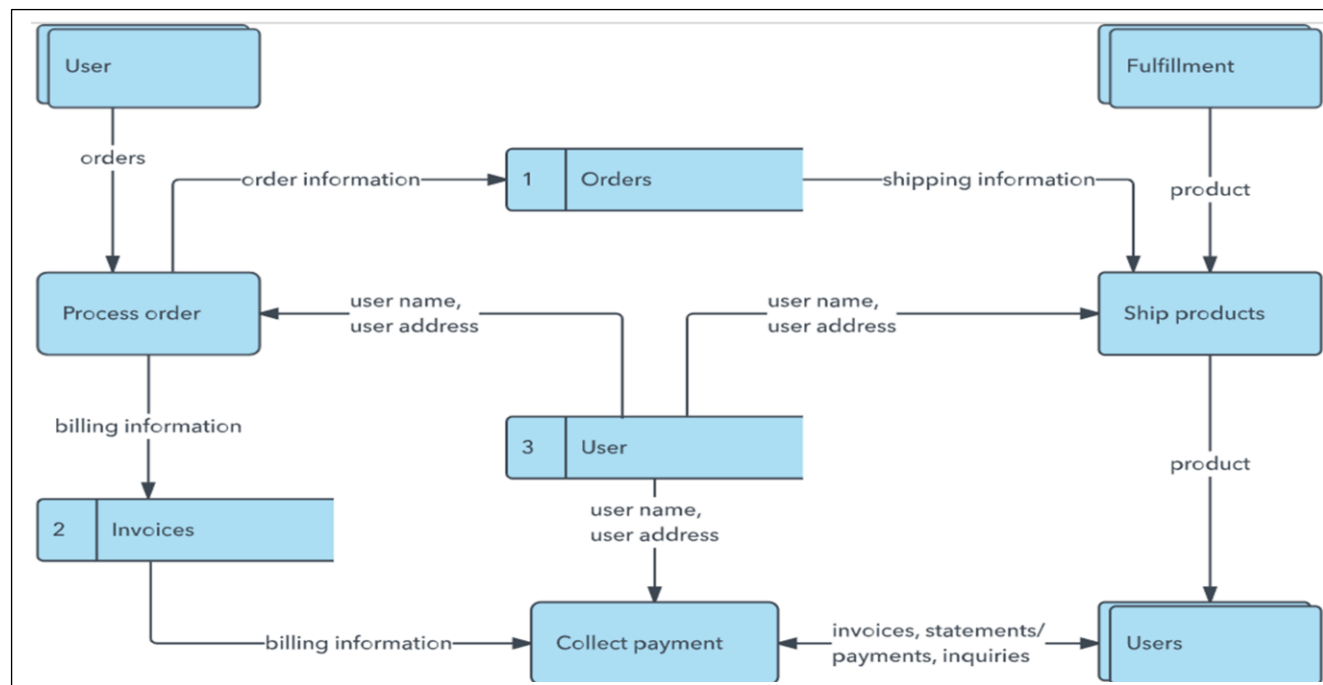 User
Fulfillment
orders
order information
1 Orders
shipping information
product
Process order
user name,
user address
user name,
user address
Ship products
billing information
3 User
product
2 Invoices
user name,
user address
billing information
Collect payment
invoices, statements/
payments, inquiries
Users